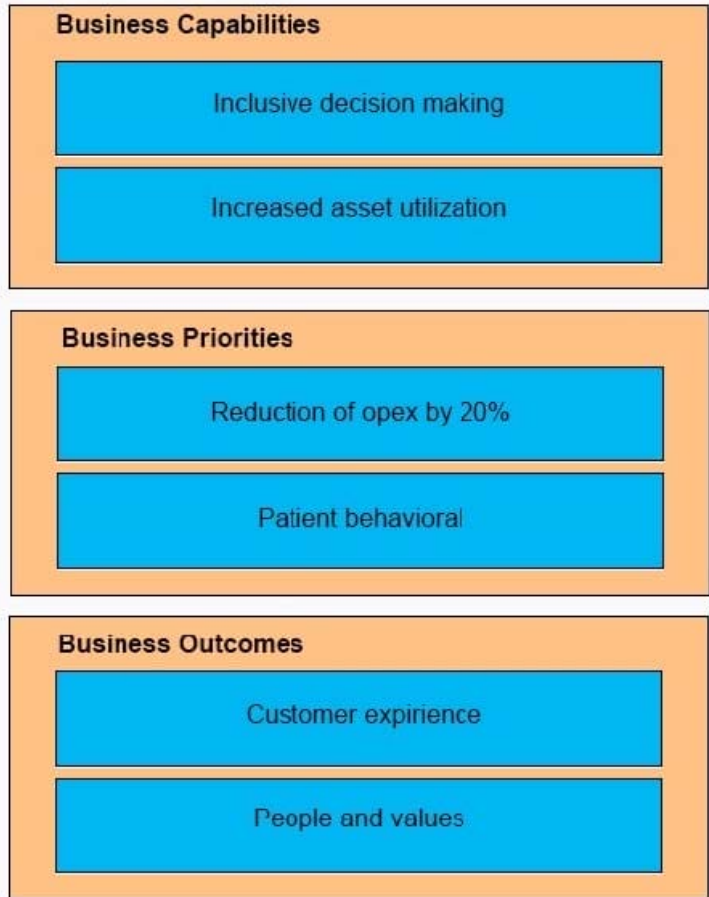 Business Capabilities
Inclusive decision making
Increased asset utilization
Business Priorities
Reduction of opex by 20%
Patient behavioral
Business Outcomes
Customer expirience
People and values